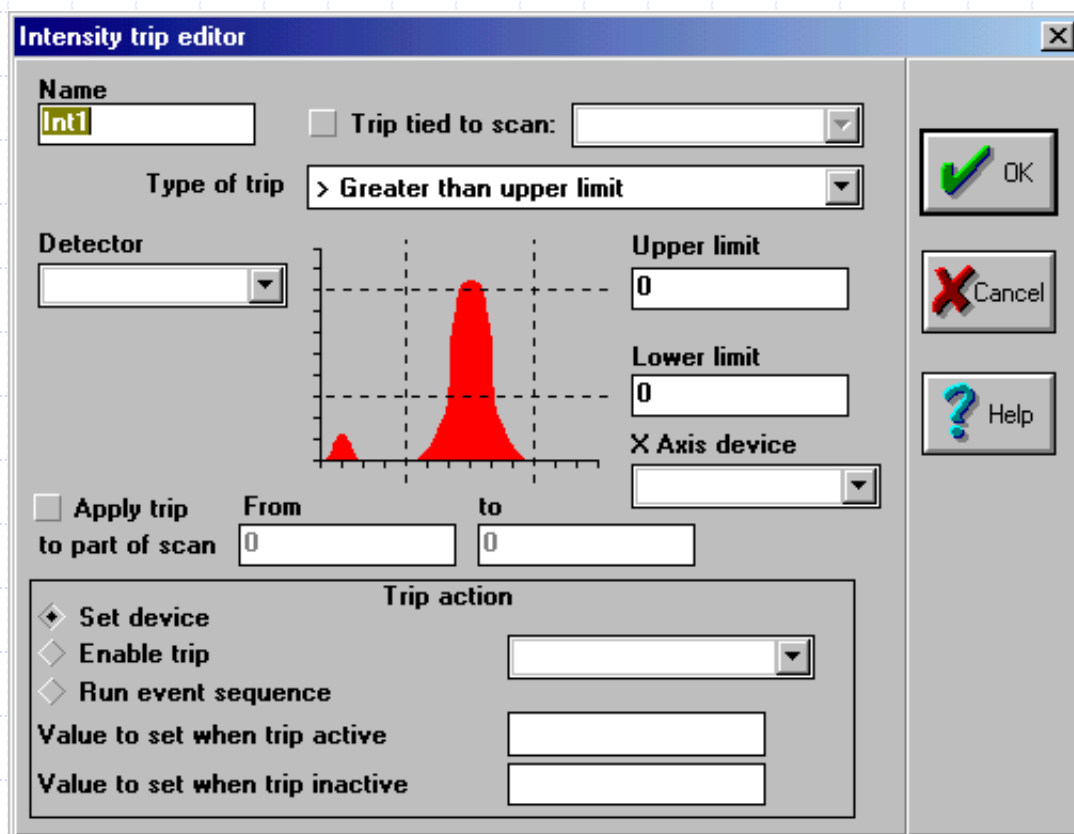 Intensity trip editor
Name
Int1
Trip tied to scan:
Type of trip
> Greater than upper limit
Detector
Upper limit
0
Lower limit
0
X Axis device
Apply trip
to part of scan
From
0
to
0
Trip action
Set device
Enable trip
Run event sequence
Value to set when trip active
Value to set when trip inactive
OK
Cancel
Help